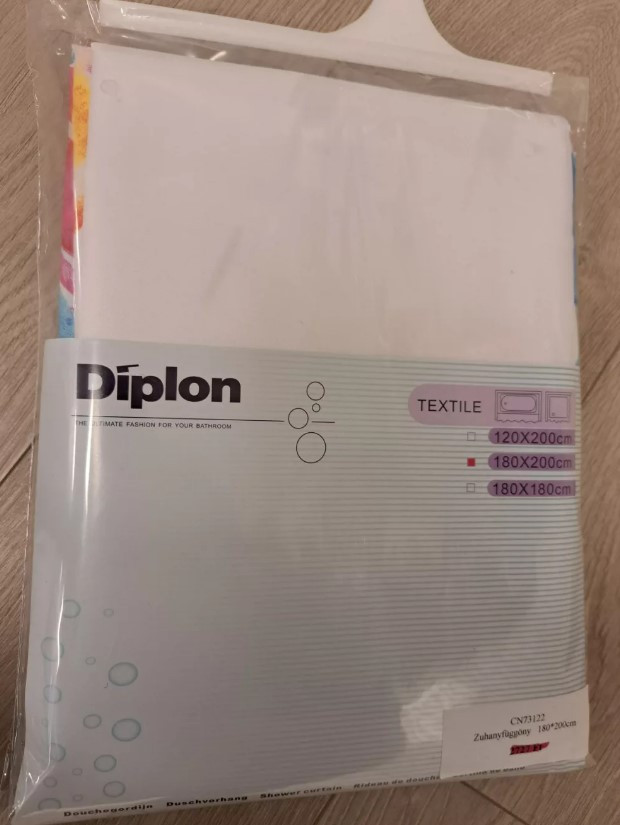 Díplon
THE ULTIMATE FASHION FOR YOUR BATHROOM
TEXTILE
120X200cm
180X200cm
180X180cm
CN73122
Zuhanyfüggöny 180*200cm
Douchegordijn Duschvorhang Shower curtain Rideau de douche